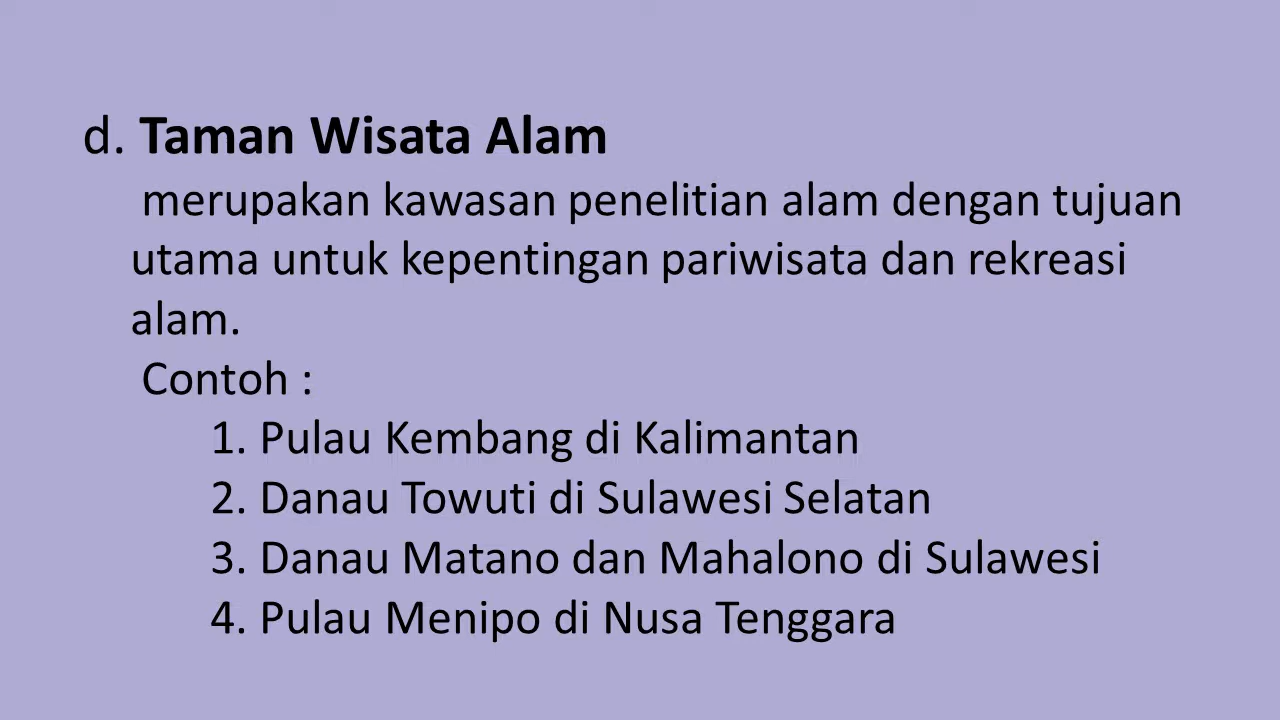 d. Taman Wisata Alam
merupakan kawasan penelitian alam dengan tujuan
utama untuk kepentingan pariwisata dan rekreasi
alam.
Contoh :
1. Pulau Kembang di Kalimantan
2. Danau Towuti di Sulawesi Selatan
3. Danau Matano dan Mahalono di Sulawesi
4. Pulau Menipo di Nusa Tenggara